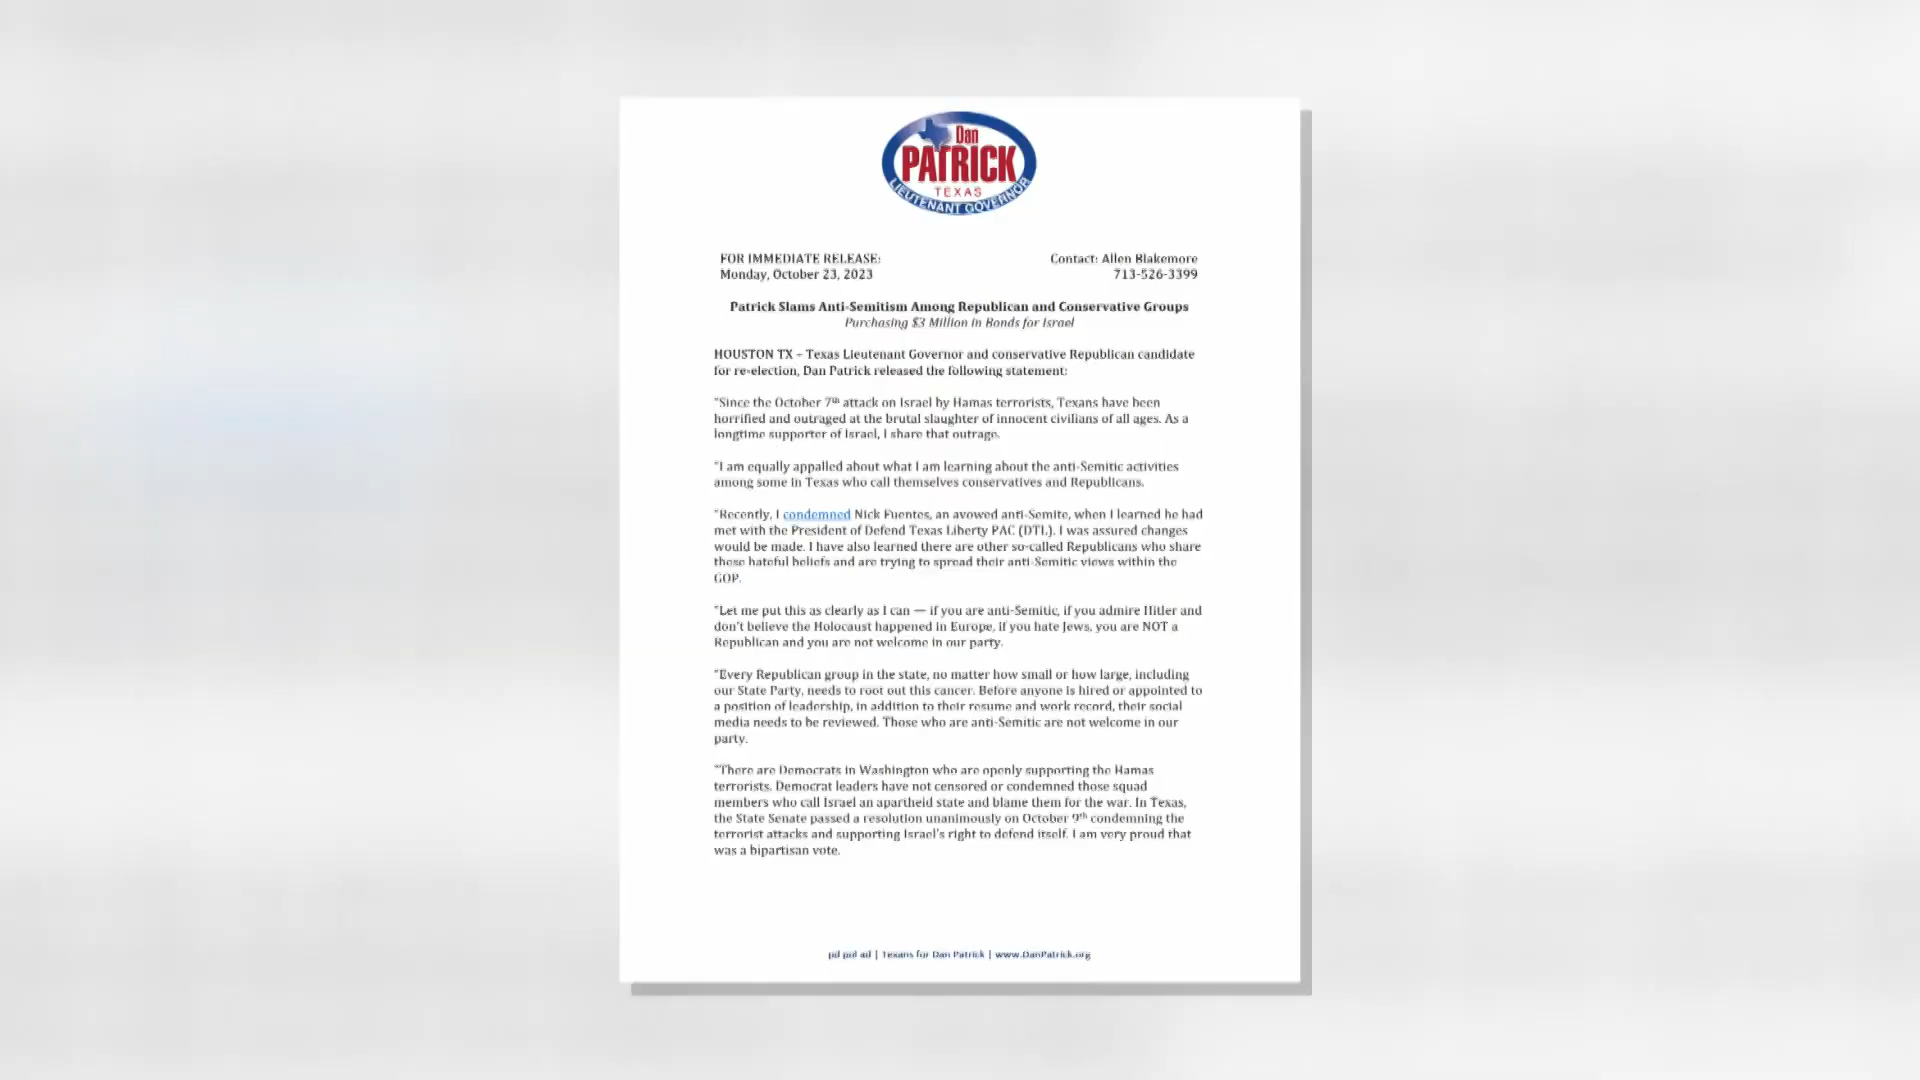 Dan
PATRICK
TEXAS
LIEUTENANT GOVERNOR
FOR IMMEDIATE RELEASE:
Monday, October 23, 2023
Contact: Allen Blakemore
713-526-3399
Patrick Slams Anti-Semitism Among Republican and Conservative Groups
Purchasing $3 Million in Bonds for Israel
HOUSTON TX – Texas Lieutenant Governor and conservative Republican candidate
for re-election, Dan Patrick released the following statement:
"Since the October 7th attack on Israel by Hamas terrorists, Texans have been
horrified and outraged at the brutal slaughter of innocent civilians of all ages. As a
longtime supporter of Israel, I share that outrage.
"I am equally appalled about what I am learning about the anti-Semitic activities
among some in Texas who call themselves conservatives and Republicans.
"Recently, I condemned Nick Fuentes, an avowed anti-Semite, when I learned he had
met with the President of Defend Texas Liberty PAC (DTL). I was assured changes
would be made. I have also learned there are other so-called Republicans who share
these hateful beliefs and are trying to spread their anti-Semitic views within the
GOP.
"Let me put this as clearly as I can — if you are anti-Semitic, if you admire Hitler and
don't believe the Holocaust happened in Europe, if you hate Jews, you are NOT a
Republican and you are not welcome in our party.
"Every Republican group in the state, no matter how small or how large, including
our State Party, needs to root out this cancer. Before anyone is hired or appointed to
a position of leadership, in addition to their resume and work record, their social
media needs to be reviewed. Those who are anti-Semitic are not welcome in our
party.
"There are Democrats in Washington who are openly supporting the Hamas
terrorists. Democrat leaders have not censored or condemned those squad
members who call Israel an apartheid state and blame them for the war. In Texas,
the State Senate passed a resolution unanimously on October 9th condemning the
terrorist attacks and supporting Israel's right to defend itself. I am very proud that
was a bipartisan vote.
pd pol ad | Texans for Dan Patrick | www.DanPatrick.org